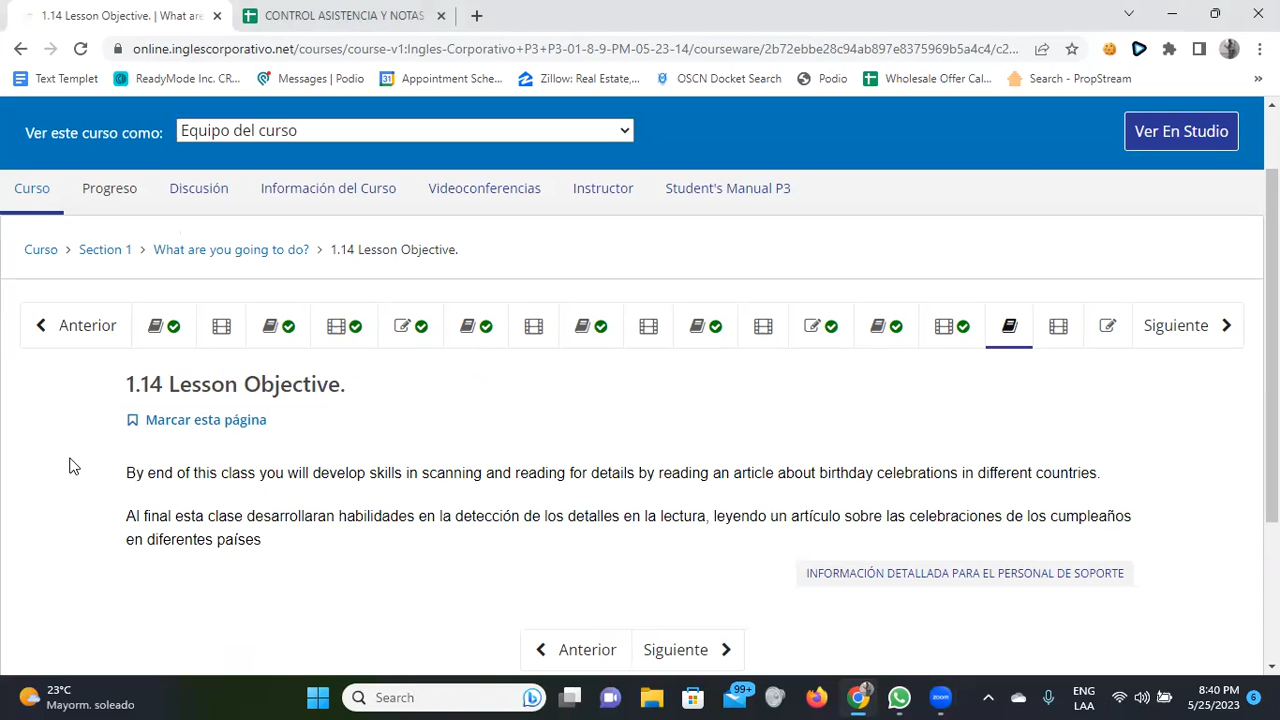 1.14 Lesson Objective. | What are
CONTROL ASISTENCIA Y NOTAS
online.inglescorporativo.net/courses/course-v1:Ingles-Corporativo+P3+P3-01-8-9-PM-05-23-14/courseware/2b72ebbe28c94ab897e8375969b5a4c4/c2...
Text Templet
ReadyMode Inc. CR...
Messages | Podio
Appointment Sche...
Zillow: Real Estate,...
OSCN Docket Search
Podio
Wholesale Offer Cal...
Search - PropStream
»
Ver este curso como:
Equipo del curso
Ver En Studio
Curso
Progreso
Discusión
Información del Curso
Videoconferencias
Instructor
Student's Manual P3
Curso > Section 1 > What are you going to do? > 1.14 Lesson Objective.
Anterior
Siguiente
1.14 Lesson Objective.
Marcar esta página
By end of this class you will develop skills in scanning and reading for details by reading an article about birthday celebrations in different countries.
Al final esta clase desarrollaran habilidades en la detección de los detalles en la lectura, leyendo un artículo sobre las celebraciones de los cumpleaños
en diferentes países
INFORMACIÓN DETALLADA PARA EL PERSONAL DE SOPORTE
Anterior
Siguiente
23°C
Mayorm. soleado
Search
99+
ENG
LAA
8:40 PM
5/25/2023
6